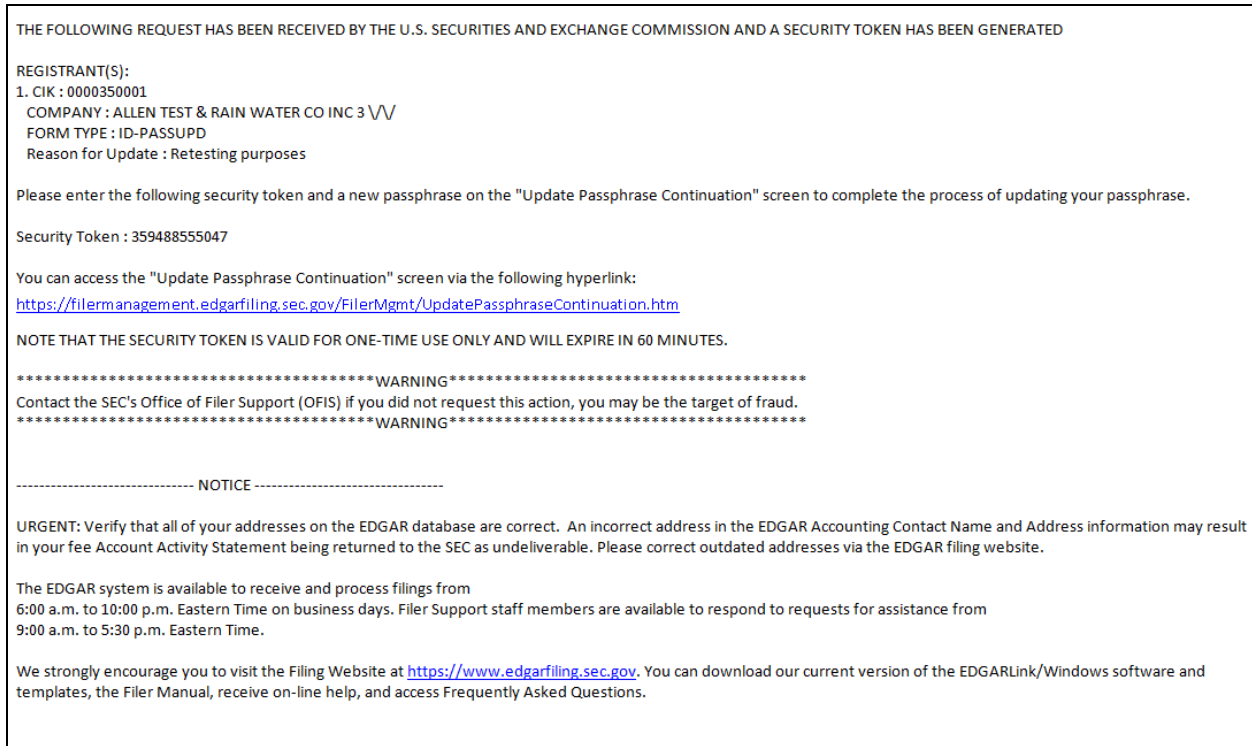 THE FOLLOWING REQUEST HAS BEEN RECEIVED BY THE U.S. SECURITIES AND EXCHANGE COMMISSION AND A SECURITY TOKEN HAS BEEN GENERATED
REGISTRANT(S):
1. CIK : 0000350001
COMPANY : ALLEN TEST & RAIN WATER CO INC 3 \/\/
FORM TYPE : ID-PASSUPD
Reason for Update : Retesting purposes
Please enter the following security token and a new passphrase on the "Update Passphrase Continuation" screen to complete the process of updating your passphrase.
Security Token : 359488555047
You can access the "Update Passphrase Continuation" screen via the following hyperlink:
https://filermanagement.edgarfiling.sec.gov/FilerMgmt/UpdatePassphraseContinuation.htm
NOTE THAT THE SECURITY TOKEN IS VALID FOR ONE-TIME USE ONLY AND WILL EXPIRE IN 60 MINUTES.
***************************************WARNING***************************************
Contact the SEC's Office of Filer Support (OFIS) if you did not request this action, you may be the target of fraud.
***************************************WARNING***************************************
------------------------------- NOTICE ---------------------------------
URGENT: Verify that all of your addresses on the EDGAR database are correct.  An incorrect address in the EDGAR Accounting Contact Name and Address information may result
in your fee Account Activity Statement being returned to the SEC as undeliverable. Please correct outdated addresses via the EDGAR filing website.
The EDGAR system is available to receive and process filings from
6:00 a.m. to 10:00 p.m. Eastern Time on business days. Filer Support staff members are available to respond to requests for assistance from
9:00 a.m. to 5:30 p.m. Eastern Time.
We strongly encourage you to visit the Filing Website at https://www.edgarfiling.sec.gov. You can download our current version of the EDGARLink/Windows software and
templates, the Filer Manual, receive on-line help, and access Frequently Asked Questions.